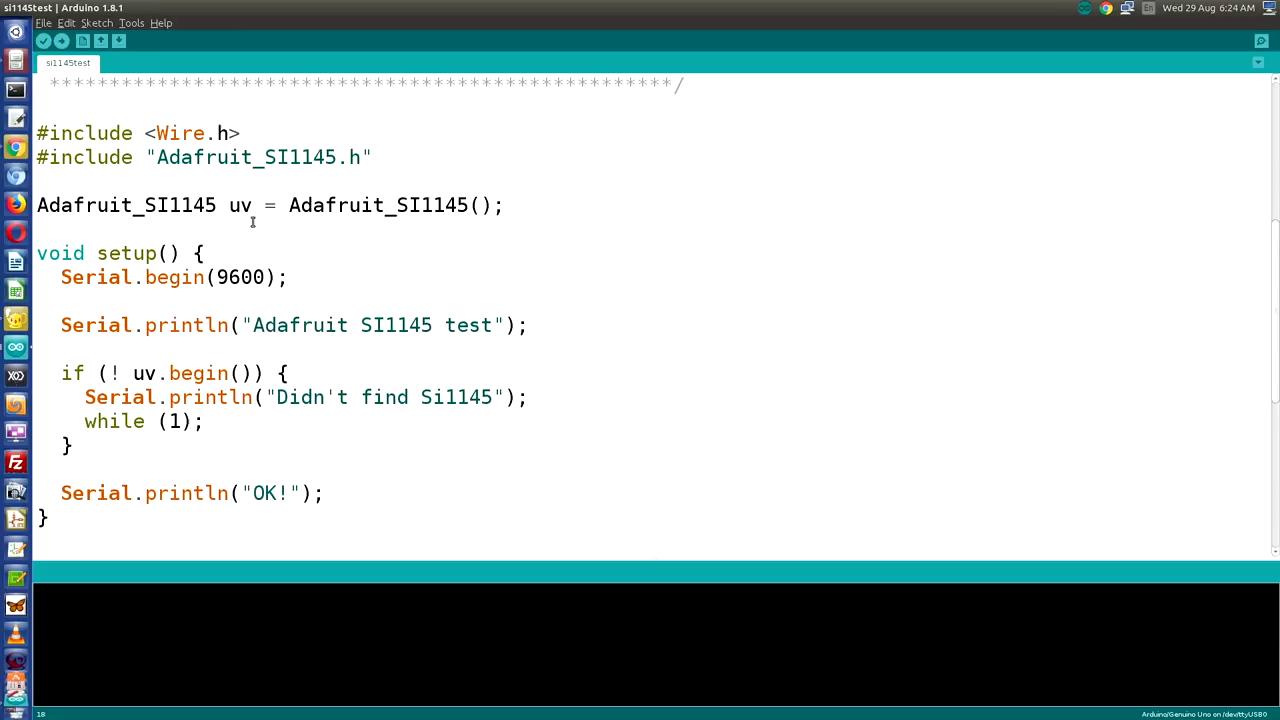 si1145test | Arduino 1.8.1
En
Wed 29 Aug 6:24 AM
File Edit Sketch Tools Help
si1145test
****************************************************/
#include <Wire.h>
#include "Adafruit_SI1145.h"
Adafruit_SI1145 uv = Adafruit_SI1145();
void setup() {
Serial.begin(9600);
Serial.println("Adafruit SI1145 test");
if (! uv.begin()) {
Serial.println("Didn't find Si1145");
while (1);
}
Serial.println("OK!");
}
18
Arduino/Genuino Uno on /dev/ttyUSB0